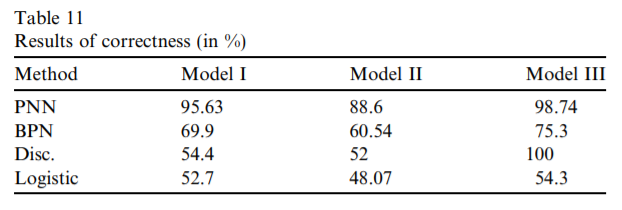 Table 11
Results of correctness (in %)
Method Model I Model II Model III
PNN 95.63 88.6 98.74
BPN 69.9 60.54 75.3
Disc. 54.4 52 100
Logistic 52.7 48.07 54.3